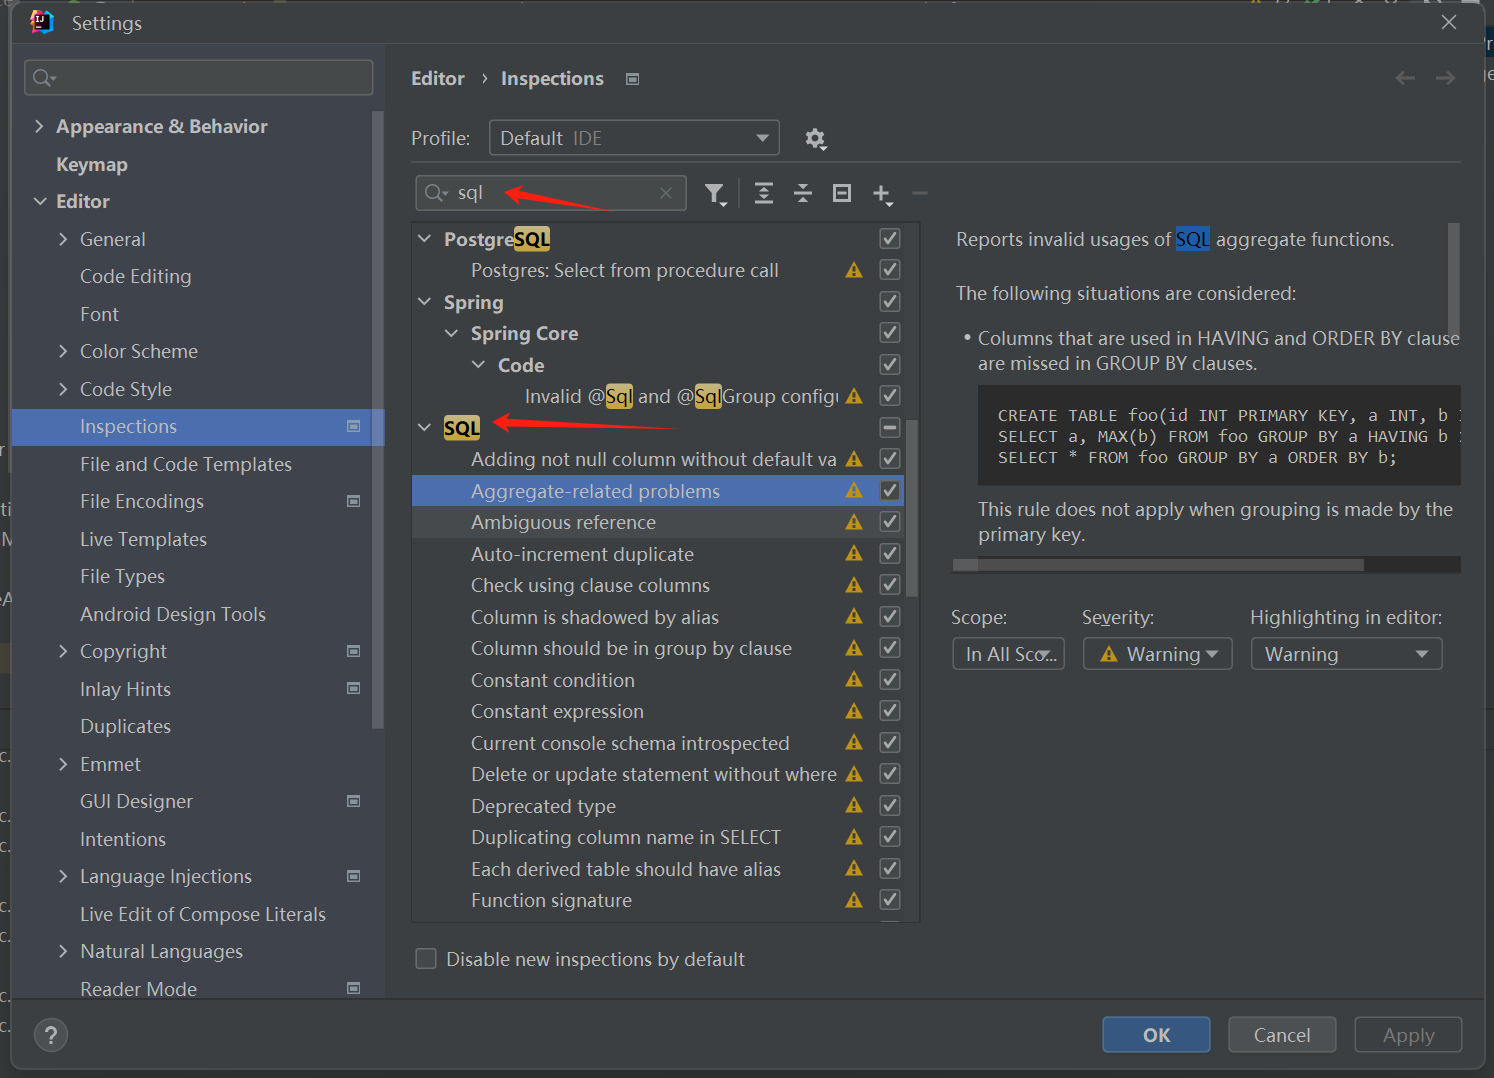 Settings
Editor › Inspections
Appearance & Behavior
Keymap
Editor
General
Code Editing
Font
Color Scheme
Code Style
Inspections
File and Code Templates
File Encodings
Live Templates
File Types
Android Design Tools
Copyright
Inlay Hints
Duplicates
Emmet
GUI Designer
Intentions
Language Injections
Live Edit of Compose Literals
Natural Languages
Reader Mode
Profile: Default IDE
sql
PostgreSQL
Postgres: Select from procedure call
Spring
Spring Core
Code
Invalid @Sql and @SqlGroup configu
SQL
Adding not null column without default va
Aggregate-related problems
Ambiguous reference
Auto-increment duplicate
Check using clause columns
Column is shadowed by alias
Column should be in group by clause
Constant condition
Constant expression
Current console schema introspected
Delete or update statement without where
Deprecated type
Duplicating column name in SELECT
Each derived table should have alias
Function signature
Disable new inspections by default
Reports invalid usages of SQL aggregate functions.
The following situations are considered:
• Columns that are used in HAVING and ORDER BY clause
are missed in GROUP BY clauses.
CREATE TABLE foo(id INT PRIMARY KEY, a INT, b
SELECT a, MAX(b) FROM foo GROUP BY a HAVING b
SELECT * FROM foo GROUP BY a ORDER BY b;
This rule does not apply when grouping is made by the
primary key.
Scope: Severity: Highlighting in editor:
In All Sco... Warning Warning
? OK Cancel Apply